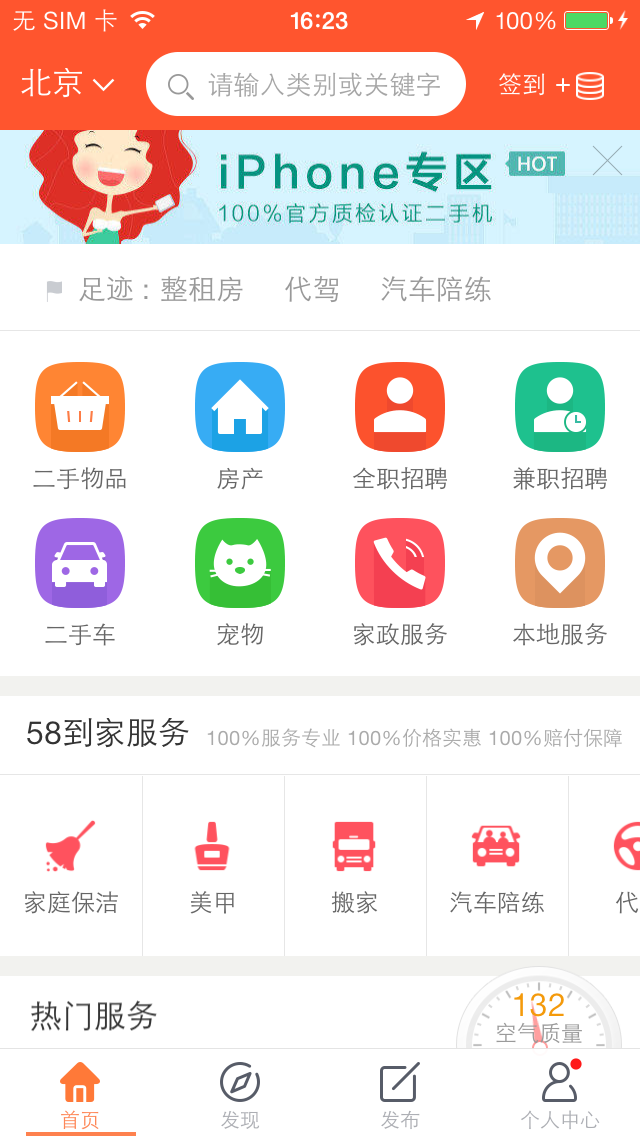 无 SIM 卡 16:23 100%
北京 请输入类别或关键字 签到 +
iPhone专区 HOT
100%官方质检认证二手机
足迹：整租房 代驾 汽车陪练
二手物品 房产 全职招聘 兼职招聘
二手车 宠物 家政服务 本地服务
58到家服务 100%服务专业 100%价格实惠 100%赔付保障
家庭保洁 美甲 搬家 汽车陪练 代
热门服务 132
空气质量
首页 发现 发布 个人中心